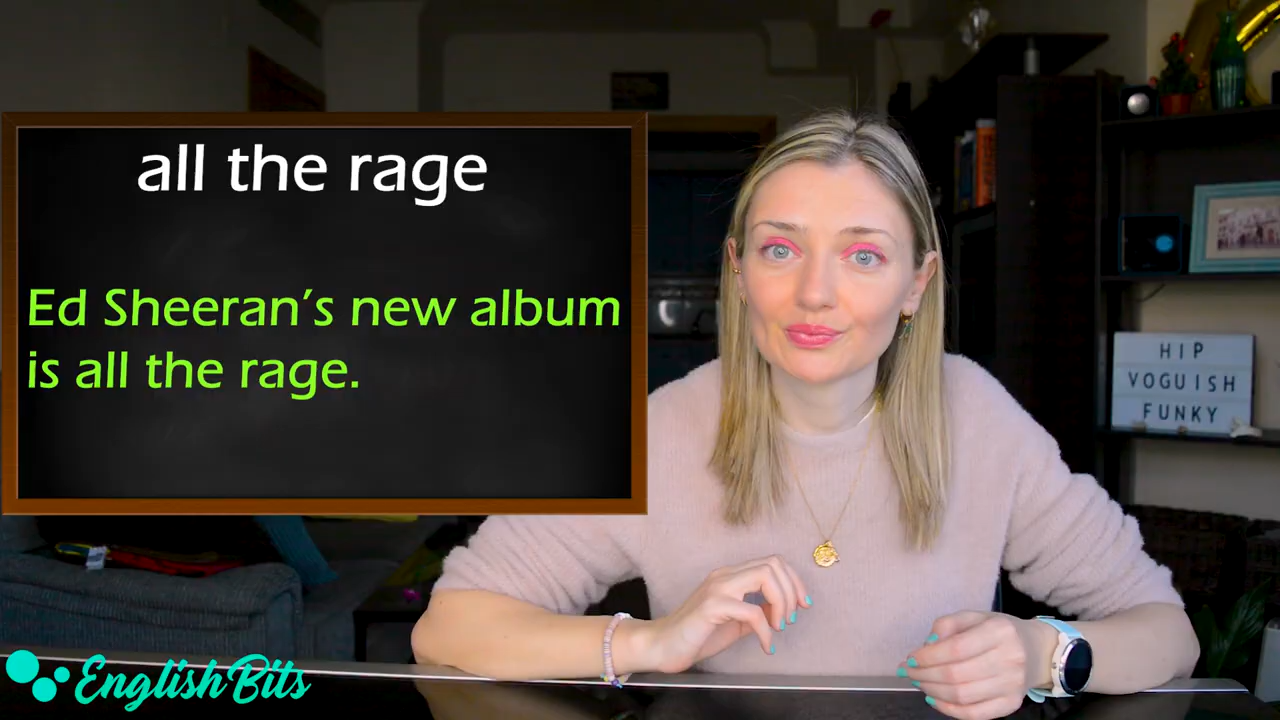 all the rage
Ed Sheeran's new album
is all the rage.
HIP
VOGUISH
FUNKY
EnglishBits